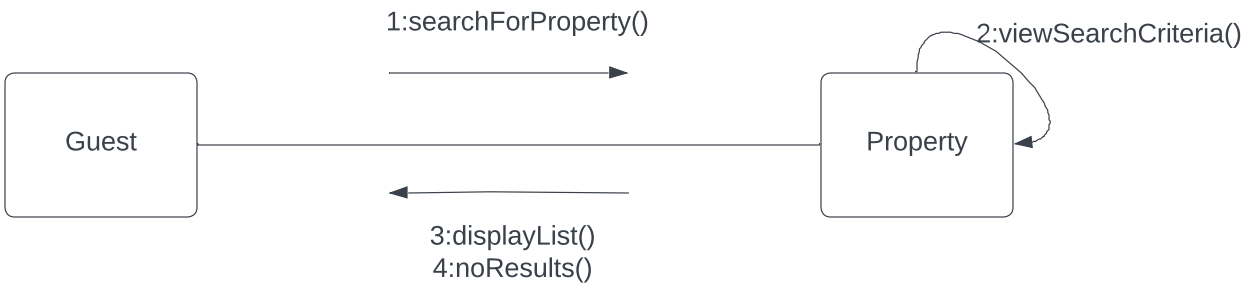 1:searchForProperty()
2:viewSearchCriteria()
Guest
Property
3:displayList()
4:noResults()